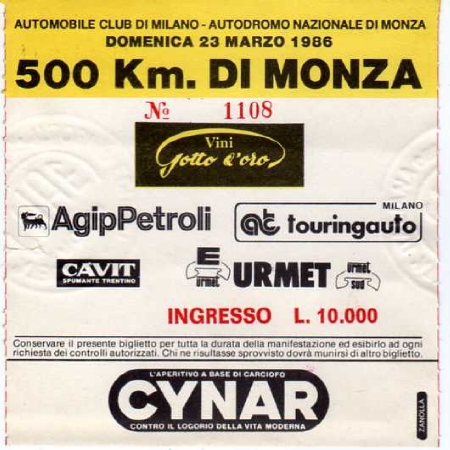 AUTOMOBILE CLUB DI MILANO - AUTODROMO NAZIONALE DI MONZA
DOMENICA 23 MARZO 1986
500 Km. DI MONZA
№ 1108
Vini
Gotto d'oro
AgipPetroli
MILANO
at touringauto
CAVIT
SPUMANTE TRENTINO
E
urmet
URMET
urmet
sud
INGRESSO L. 10.000
Conservare il presente biglietto per tutta la durata della manifestazione ed esibirlo ad ogni
richiesta dei controlli autorizzati. Chi ne risultasse sprovvisto dovrà munirsi di altro biglietto.
L'APERITIVO A BASE DI CARCIOFO
CYNAR
CONTRO IL LOGORIO DELLA VITA MODERNA
ZANOLLA